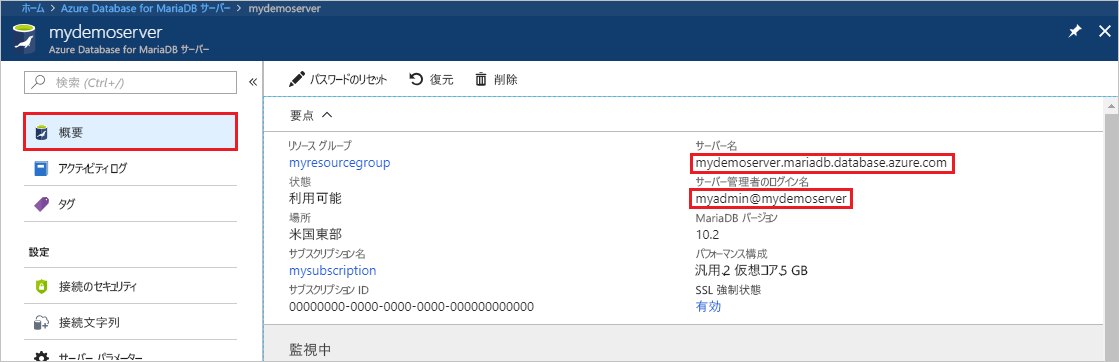 ホーム > Azure Database for MariaDB サーバー > mydemoserver
mydemoserver
Azure Database for MariaDB サーバー
検索 (Ctrl+/)
«
概要
アクティビティログ
タグ
設定
接続のセキュリティ
接続文字列
サーバー パラメーター
パスワードのリセット 復元 削除
要点
リソース グループ
myresourcegroup
状態
利用可能
場所
米国東部
サブスクリプション名
mysubscription
サブスクリプション ID
00000000-0000-0000-0000-000000000000
サーバー名
mydemoserver.mariadb.database.azure.com
サーバー管理者のログイン名
myadmin@mydemoserver
MariaDB バージョン
10.2
パフォーマンス構成
汎用、2 仮想コア、5 GB
SSL 強制状態
有効
監視中